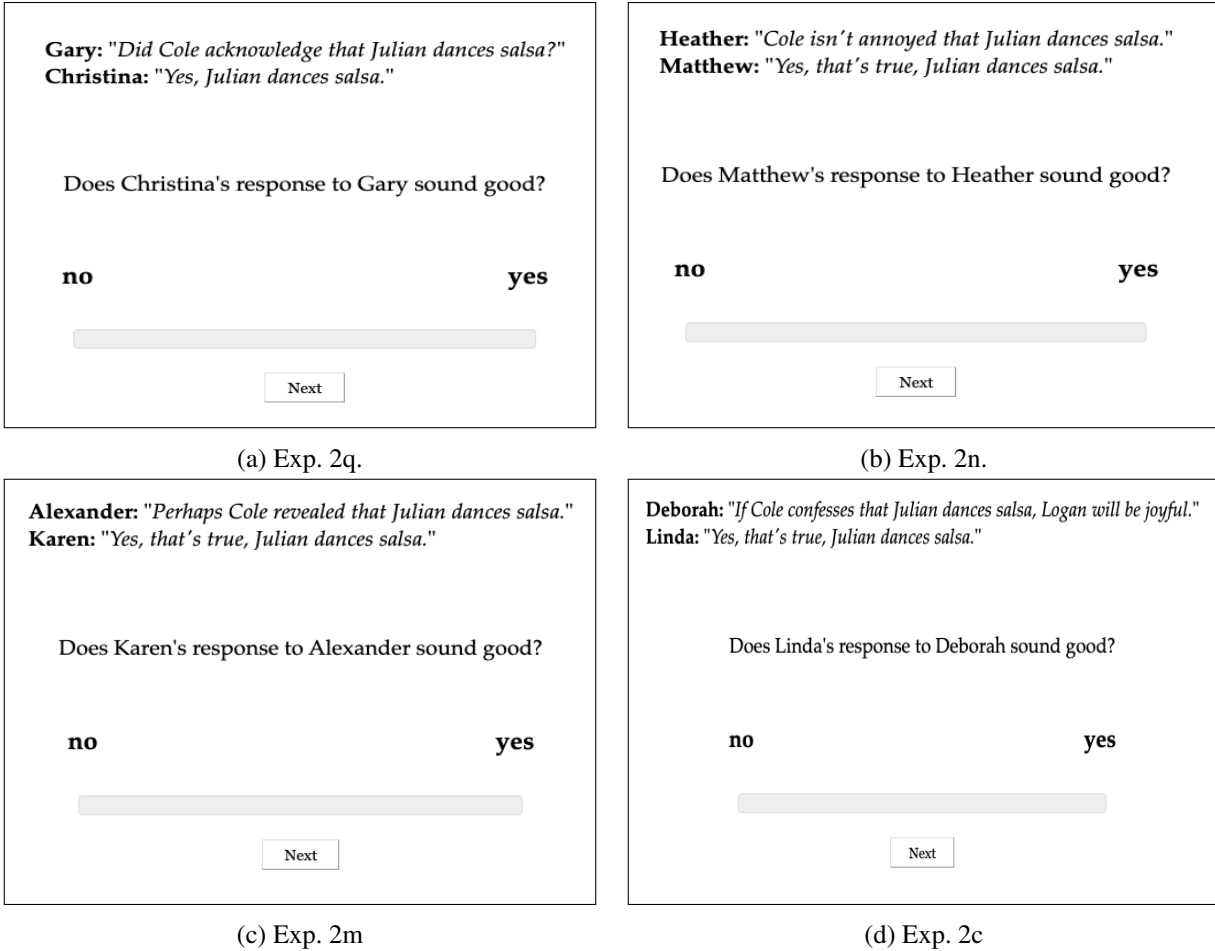 Gary: "Did Cole acknowledge that Julian dances salsa?"
Christina: "Yes, Julian dances salsa."
Does Christina's response to Gary sound good?
no yes
Next
(a) Exp. 2q.
Heather: "Cole isn't annoyed that Julian dances salsa."
Matthew: "Yes, that's true, Julian dances salsa."
Does Matthew's response to Heather sound good?
no yes
Next
(b) Exp. 2n.
Alexander: "Perhaps Cole revealed that Julian dances salsa."
Karen: "Yes, that's true, Julian dances salsa."
Does Karen's response to Alexander sound good?
no yes
Next
(c) Exp. 2m
Deborah: "If Cole confesses that Julian dances salsa, Logan will be joyful."
Linda: "Yes, that's true, Julian dances salsa."
Does Linda's response to Deborah sound good?
no yes
Next
(d) Exp. 2c